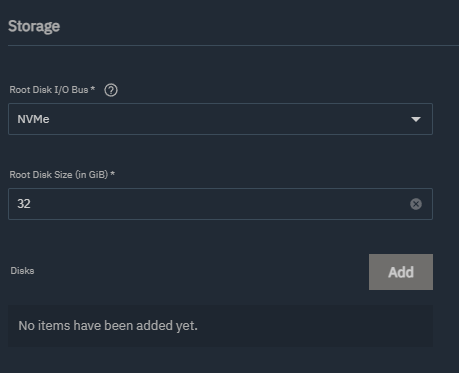 Storage
Root Disk I/O Bus *
NVMe
Root Disk Size (in GiB) *
32
Disks
Add
No items have been added yet.